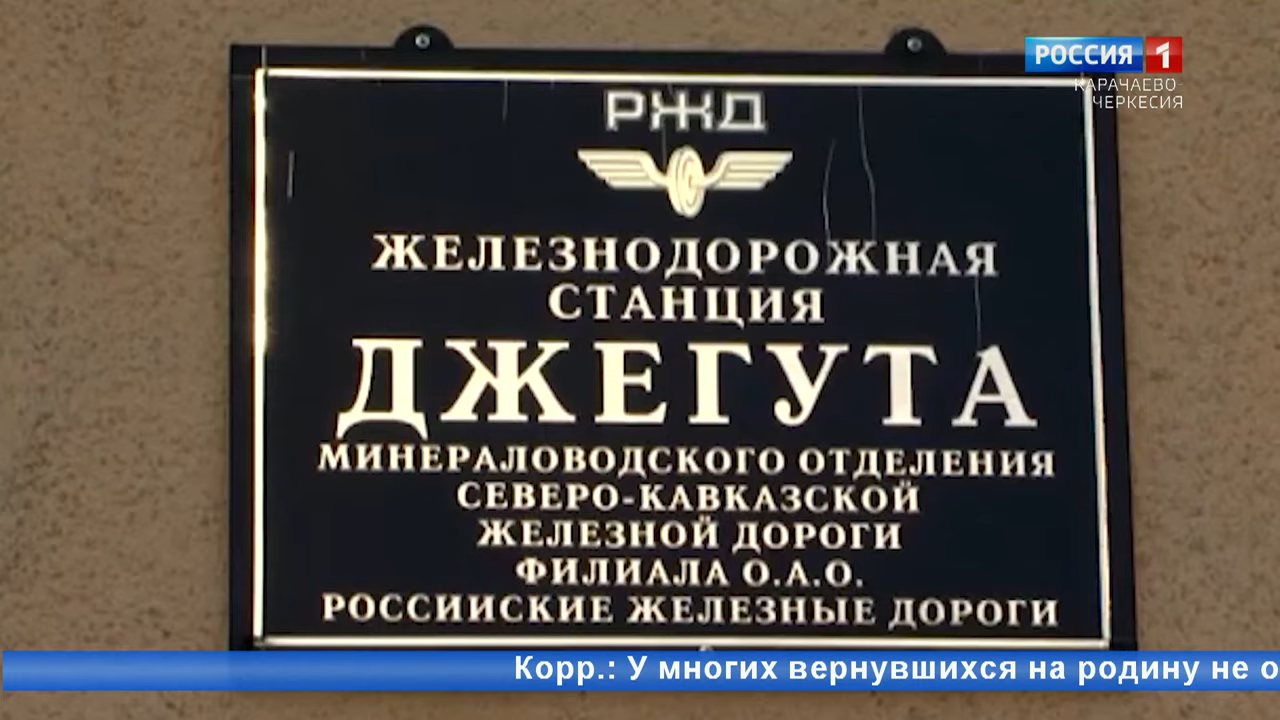 РОССИЯ 1
КАРАЧАЕВО-
ЧЕРКЕСИЯ
РЖД
ЖЕЛЕЗНОДОРОЖНАЯ
СТАНЦИЯ
ДЖЕГУТА
МИНЕРАЛОВОДСКОГО ОТДЕЛЕНИЯ
СЕВЕРО-КАВКАЗСКОЙ
ЖЕЛЕЗНОЙ ДОРОГИ
ФИЛИАЛА О.А.О.
РОССИИСКИЕ ЖЕЛЕЗНЫЕ ДОРОГИ
Корр.: У многих вернувшихся на родину не о